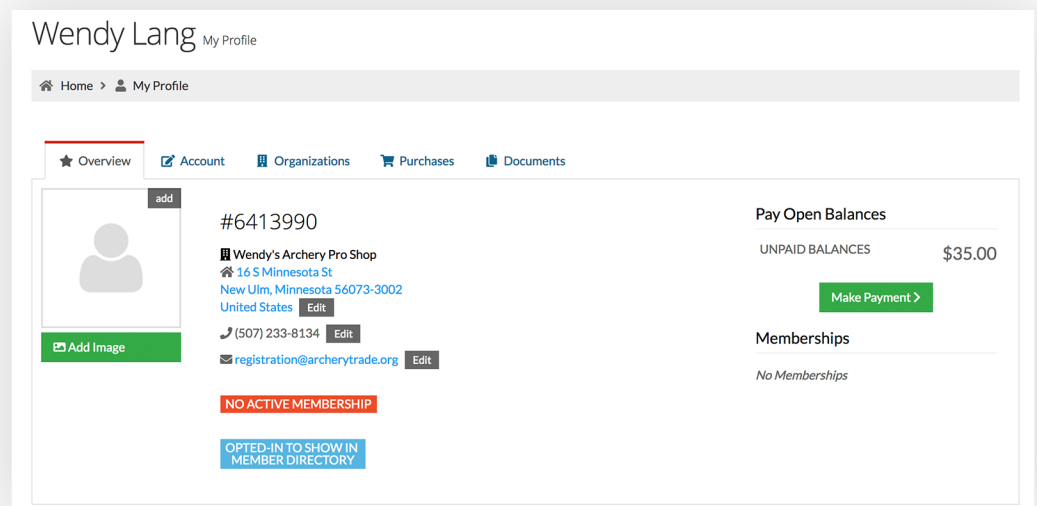 Wendy Lang My Profile
Home > My Profile
Overview Account Organizations Purchases Documents
add
Add Image
#6413990
Wendy's Archery Pro Shop
16 S Minnesota St
New Ulm, Minnesota 56073-3002
United States Edit
(507) 233-8134 Edit
registration@archerytrade.org Edit
NO ACTIVE MEMBERSHIP
OPTED-IN TO SHOW IN
MEMBER DIRECTORY
Pay Open Balances
UNPAID BALANCES $35.00
Make Payment >
Memberships
No Memberships